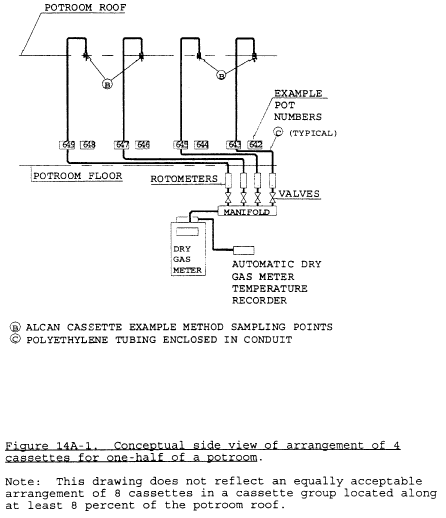 POTROOM ROOF
B
B
EXAMPLE
POT
NUMBERS
C (TYPICAL)
649 648 647 646 645 644 643 642
POTROOM FLOOR
ROTOMETERS
VALVES
MANIFOLD
DRY
GAS
METER
AUTOMATIC DRY
GAS METER
TEMPERATURE
RECORDER
B ALCAN CASSETTE EXAMPLE METHOD SAMPLING POINTS
C POLYETHYLENE TUBING ENCLOSED IN CONDUIT
Figure 14A-1. Conceptual side view of arrangement of 4
cassettes for one-half of a potroom.
Note: This drawing does not reflect an equally acceptable
arrangement of 8 cassettes in a cassette group located along
at least 8 percent of the potroom roof.